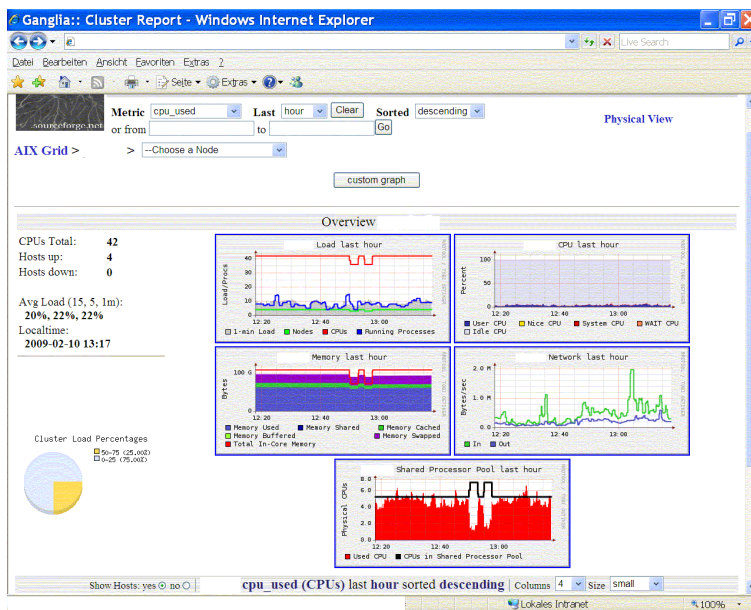 Ganglia:: Cluster Report - Windows Internet Explorer
Live Search
Datei Bearbeiten Ansicht Favoriten Extras ?
Seite Extras
sourceforge.net
Metric cpu_used Last hour Clear Sorted descending
or from to Go
Physical View
AIX Grid > > --Choose a Node
custom graph
Overview
CPUs Total: 42
Hosts up: 4
Hosts down: 0
Avg Load (15, 5, 1m):
20%, 22%, 22%
Localtime:
2009-02-10 13:17
Cluster Load Percentages
50-75 (25.00%)
0-25 (75.00%)
Load last hour
Load/Procs
40
30
20
10
0
12:20 12:40 13:00
1-min Load Nodes CPUs Running Processes
CPU last hour
Percent
100
50
0
12:20 12:40 13:00
User CPU Nice CPU System CPU WAIT CPU
Idle CPU
Memory last hour
Bytes
100 G
0
12:20 12:40 13:00
Memory Used Memory Shared Memory Cached
Memory Buffered Memory Swapped
Total In-Core Memory
Network last hour
Bytes/sec
2.0 M
1.0 M
0.0
12:20 12:40 13:00
In Out
Shared Processor Pool last hour
Physical CPUs
8.0
6.0
4.0
2.0
0.0
12:20 12:40 13:00
Used CPU CPUs in Shared Processor Pool
Show Hosts: yes no
cpu_used (CPUs) last hour sorted descending Columns 4 Size small
Lokales Intranet
100%